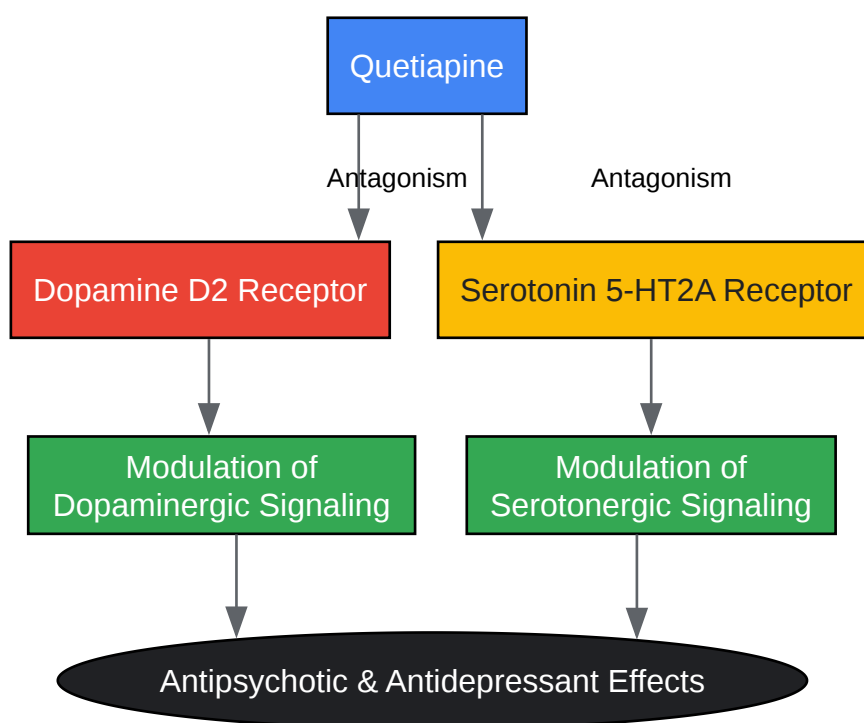 Quetiapine
Antagonism
Antagonism
Dopamine D2 Receptor
Serotonin 5-HT2A Receptor
Modulation of
Dopaminergic Signaling
Modulation of
Serotonergic Signaling
Antipsychotic & Antidepressant Effects